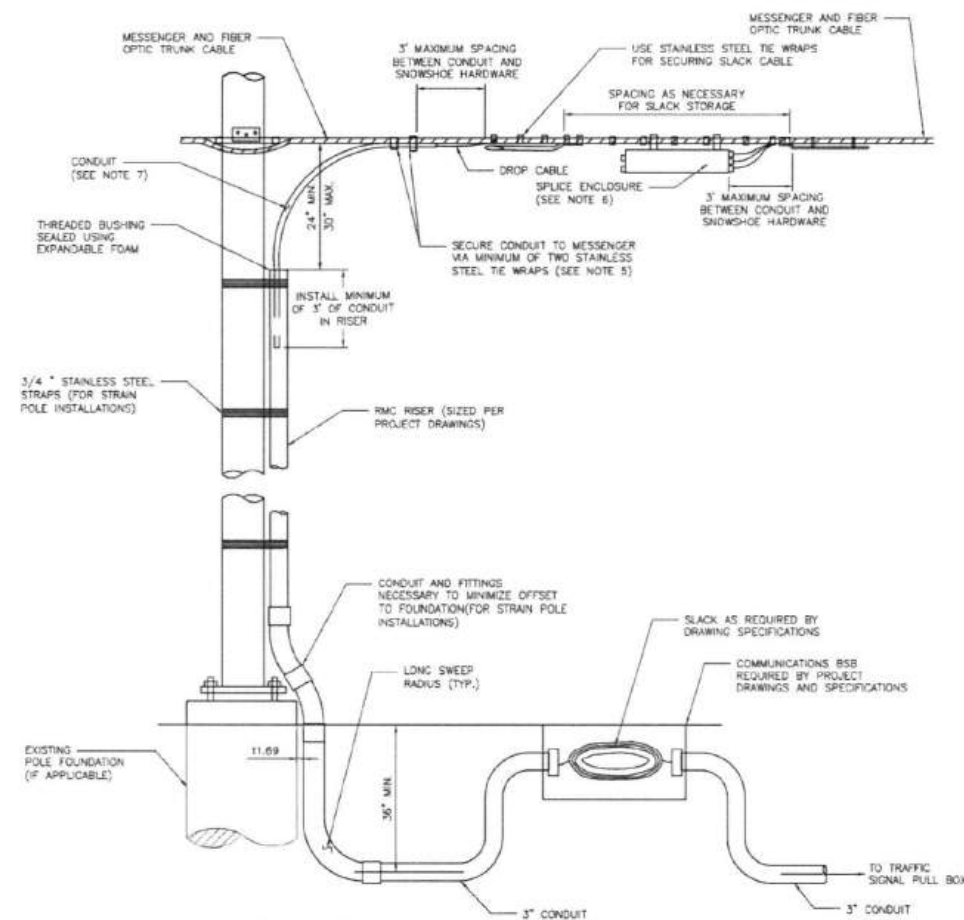 MESSENGER AND FIBER
OPTIC TRUNK CABLE
3' MAXIMUM SPACING
BETWEEN CONDUIT AND
SNOWSHOE HARDWARE
USE STAINLESS STEEL TIE WRAPS
FOR SECURING SLACK CABLE
MESSENGER AND FIBER
OPTIC TRUNK CABLE
SPACING AS NECESSARY
FOR SLACK STORAGE
CONDUIT
(SEE NOTE 7)
24" MIN.
30" MAX.
DROP CABLE
SPLICE ENCLOSURE
(SEE NOTE 6)
3' MAXIMUM SPACING
BETWEEN CONDUIT AND
SNOWSHOE HARDWARE
THREADED BUSHING
SEALED USING
EXPANDABLE FOAM
SECURE CONDUIT TO MESSENGER
VIA MINIMUM OF TWO STAINLESS
STEEL TIE WRAPS (SEE NOTE 5)
INSTALL MINIMUM
OF 3' OF CONDUIT
IN RISER
3/4 " STAINLESS STEEL
STRAPS (FOR STRAIN
POLE INSTALLATIONS)
RMC RISER (SIZED PER
PROJECT DRAWINGS)
CONDUIT AND FITTINGS
NECESSARY TO MINIMIZE OFFSET
TO FOUNDATION(FOR STRAIN POLE
INSTALLATIONS)
SLACK AS REQUIRED BY
DRAWING SPECIFICATIONS
LONG SWEEP
RADIUS (TYP.)
COMMUNICATIONS BSB
REQUIRED BY PROJECT
DRAWINGS AND SPECIFICATIONS
EXISTING
POLE FOUNDATION
(IF APPLICABLE)
11.69
36" MIN.
TO TRAFFIC
SIGNAL PULL BOX
3" CONDUIT
3" CONDUIT